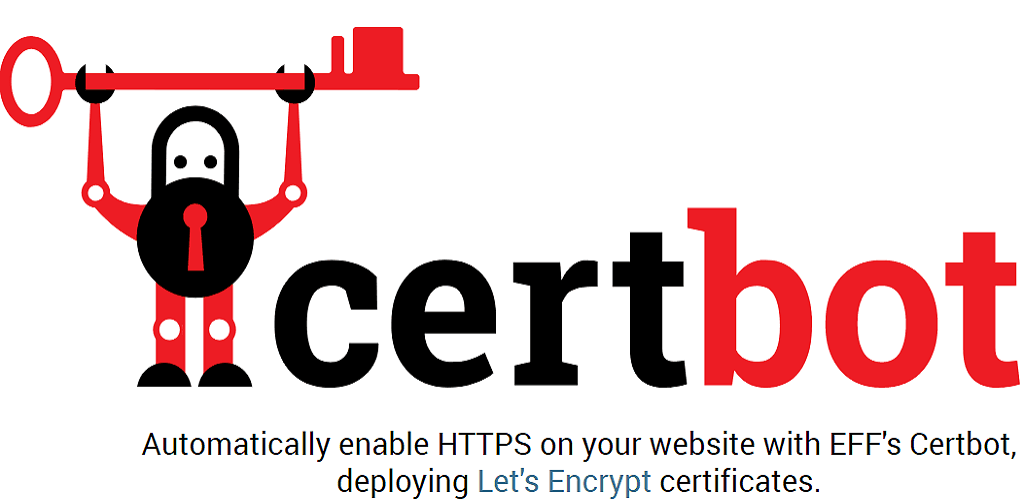 certbot
Automatically enable HTTPS on your website with EFF's Certbot,
deploying Let's Encrypt certificates.